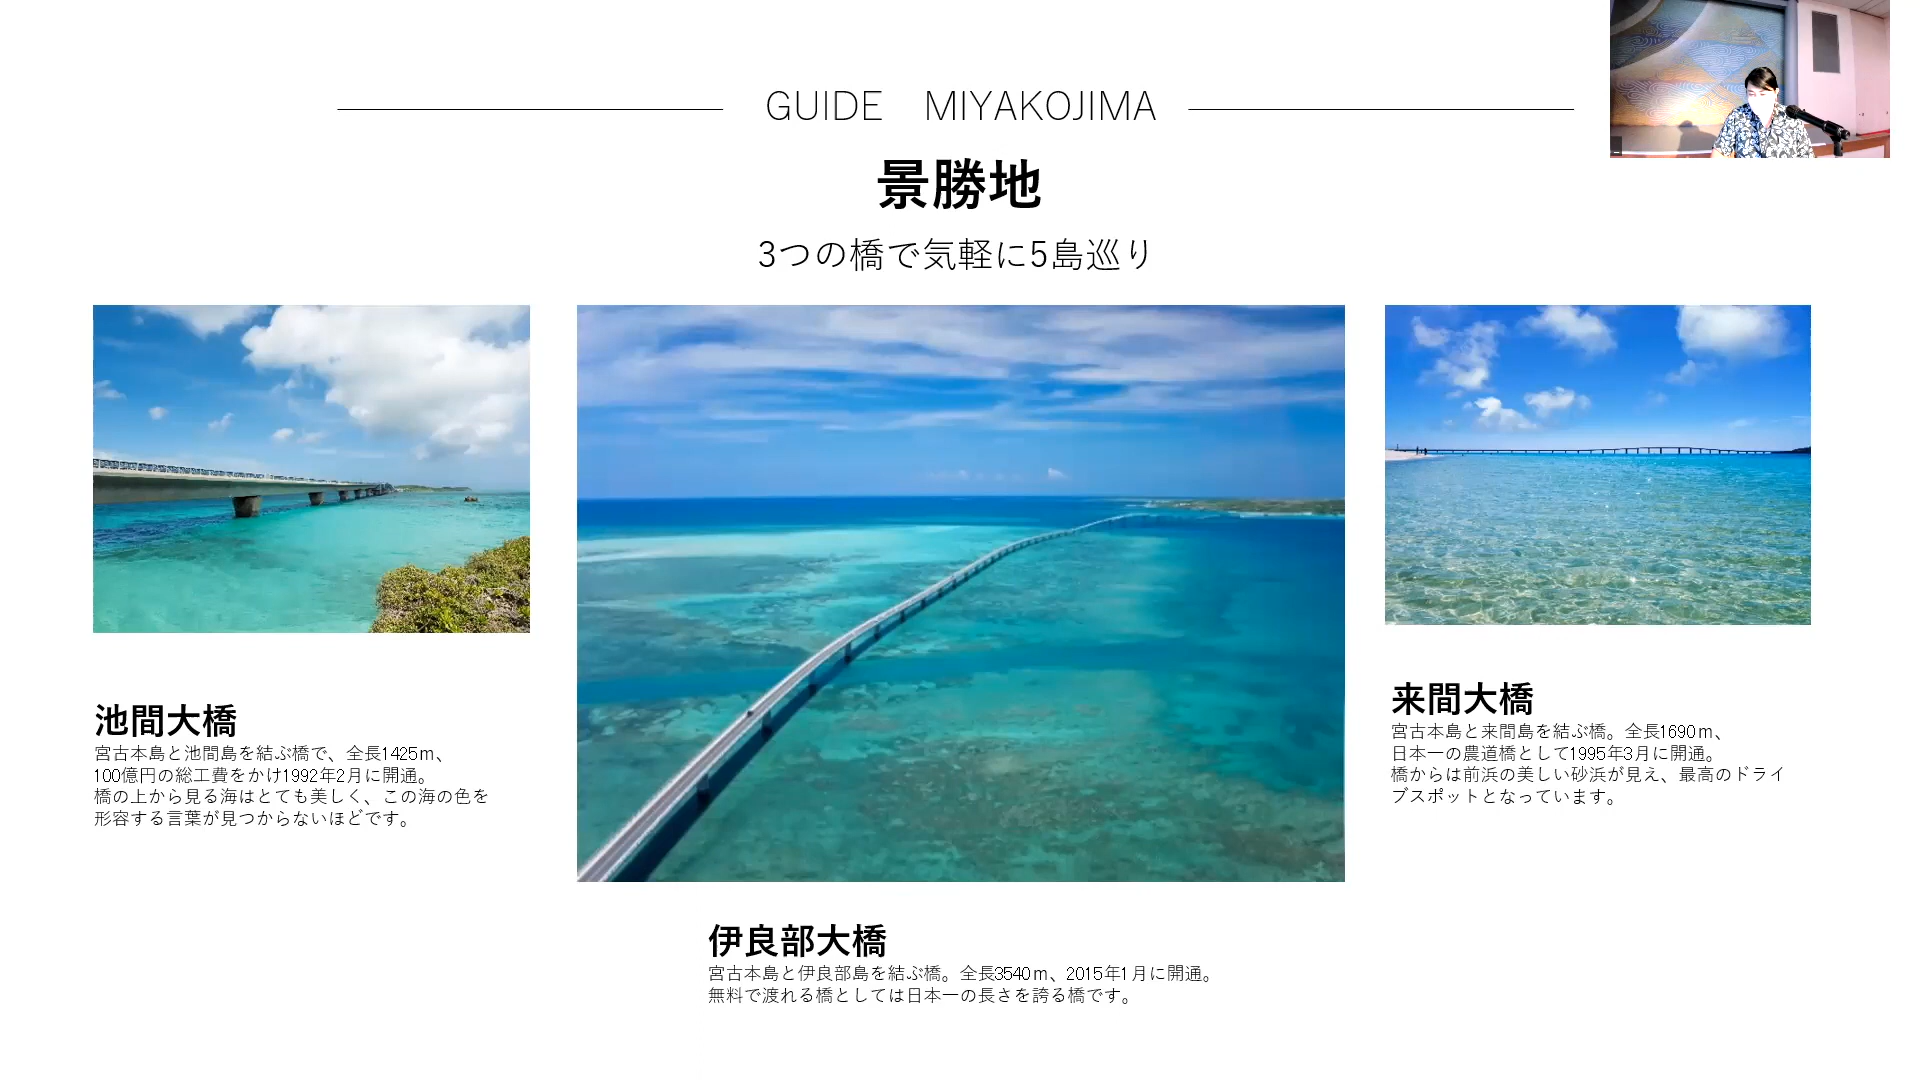 GUIDE　MIYAKOJIMA
景勝地
3つの橋で気軽に5島巡り
池間大橋
宮古本島と池間島を結ぶ橋で、全長1425ｍ、
100億円の総工費をかけ1992年2月に開通。
橋の上から見る海はとても美しく、この海の色を
形容する言葉が見つからないほどです。
伊良部大橋
宮古本島と伊良部島を結ぶ橋。全長3540ｍ、2015年1月に開通。
無料で渡れる橋としては日本一の長さを誇る橋です。
来間大橋
宮古本島と来間島を結ぶ橋。全長1690ｍ、
日本一の農道橋として1995年3月に開通。
橋からは前浜の美しい砂浜が見え、最高のドライ
ブスポットとなっています。